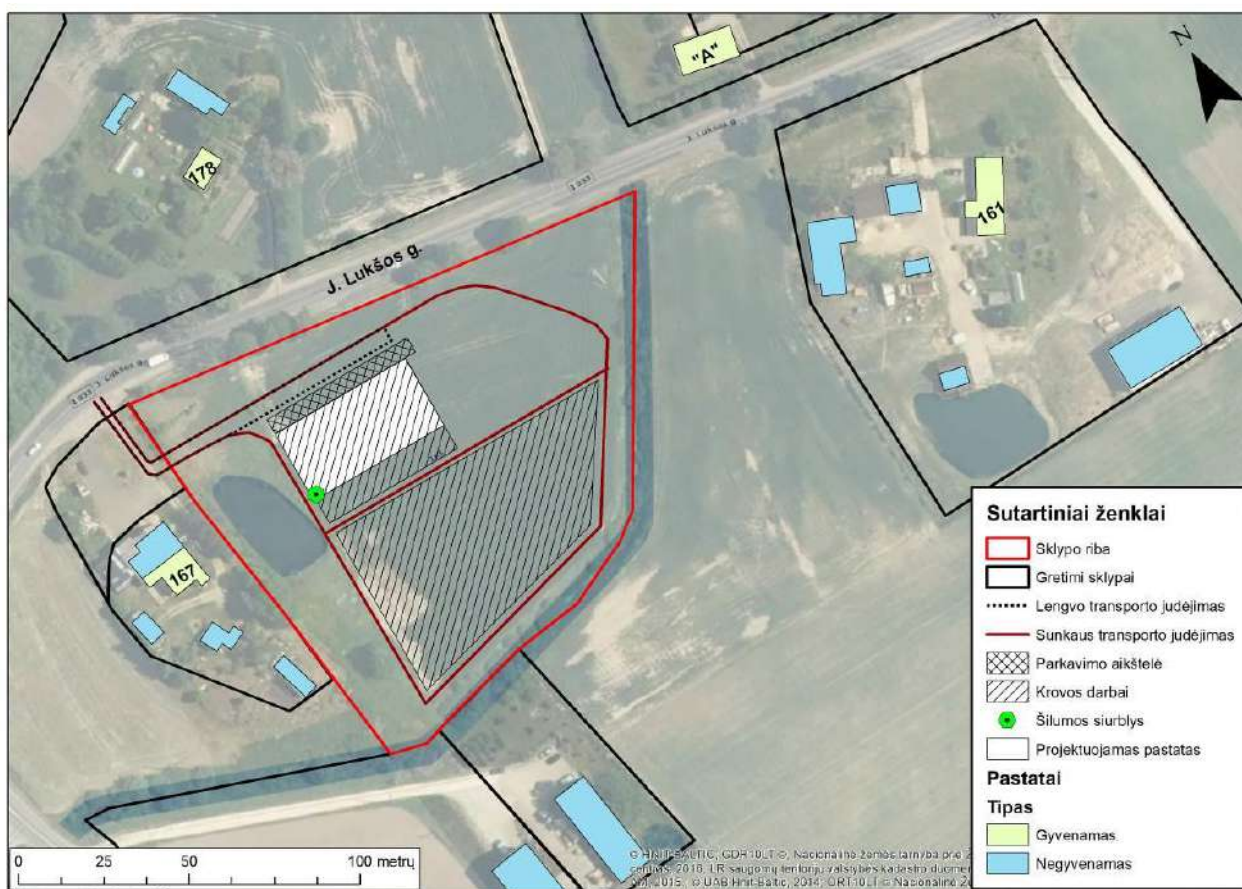 "A"
N
J. Lukšos g.
178
161
J. Lukšos g.
167
Sutartiniai ženklai
Sklypo riba
Gretimi sklypai
Lengvo transporto judėjimas
Sunkaus transporto judėjimas
Parkavimo aikštelė
Krovos darbai
Šilumos siurblys
Projektuojamas pastatas
Pastatai
Tipas
Gyvenamas
Negyvenamas
0 25 50 100 metrų